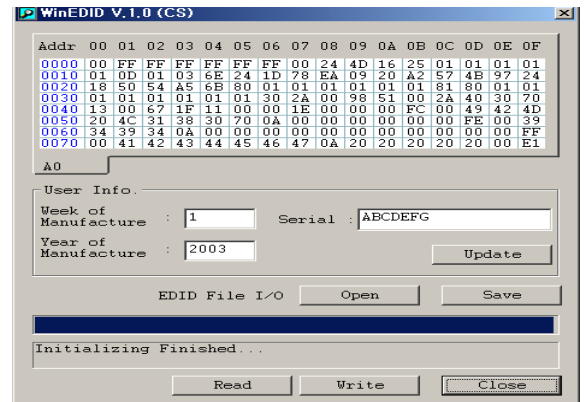 WinEDID V,1,0 (CS)
Addr 00 01 02 03 04 05 06 07 08 09 0A 0B 0C 0D 0E 0F
0000 00 FF FF FF FF FF FF 00 24 4D 16 25 01 01 01 01
0010 01 0D 01 03 6E 24 1D 78 EA 09 20 A2 57 4B 97 24
0020 18 50 54 A5 6B 80 01 01 01 01 01 01 81 80 01 01
0030 01 01 01 01 01 01 30 2A 00 98 51 00 2A 40 30 70
0040 13 00 67 1F 11 00 00 1E 00 00 00 FC 00 49 42 4D
0050 20 4C 31 38 30 70 0A 00 00 00 00 00 00 FE 00 39
0060 34 39 34 0A 00 00 00 00 00 00 00 00 00 00 00 FF
0070 00 41 42 43 44 45 46 47 0A 20 20 20 20 20 00 E1
A0
User Info.
Week of Manufacture : 1 Serial : ABCDEFG
Year of Manufacture : 2003 Update
EDID File I/O Open Save
Initializing Finished...
Read Write Close